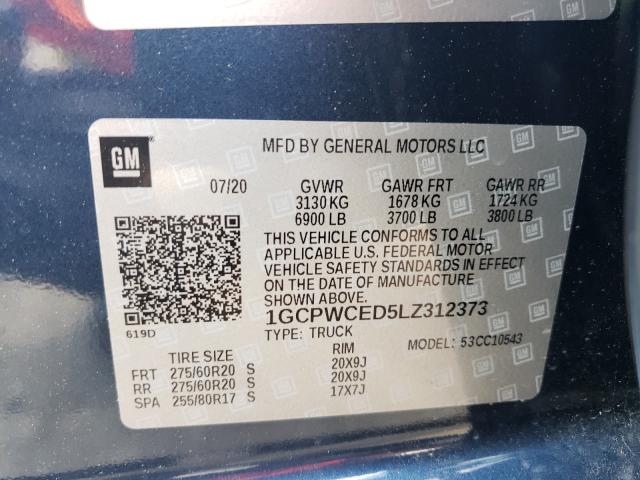 GM
MFD BY GENERAL MOTORS LLC
07/20 GVWR GAWR FRT GAWR RR
3130 KG 1678 KG 1724 KG
6900 LB 3700 LB 3800 LB
THIS VEHICLE CONFORMS TO ALL
APPLICABLE U.S. FEDERAL MOTOR
VEHICLE SAFETY STANDARDS IN EFFECT
ON THE DATE OF MANUFACTURE
SHOWN ABOVE.
1GCPWCED5LZ312373
619D TYPE: TRUCK MODEL: 53CC10543
TIRE SIZE RIM
FRT 275/60R20 S 20X9J
RR 275/60R20 S 20X9J
SPA 255/80R17 S 17X7J